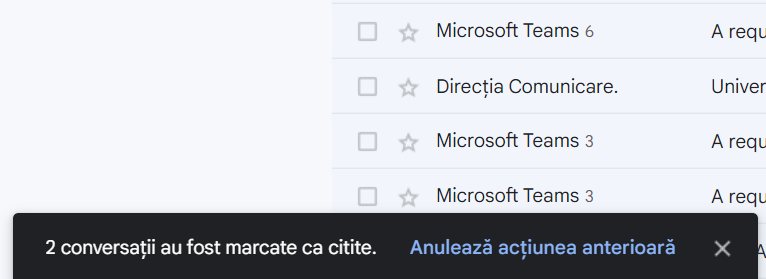 Microsoft Teams 6 A requ
Direcția Comunicare. Univer
Microsoft Teams 3 A requ
Microsoft Teams 3 A requ
2 conversații au fost marcate ca citite. Anulează acțiunea anterioară